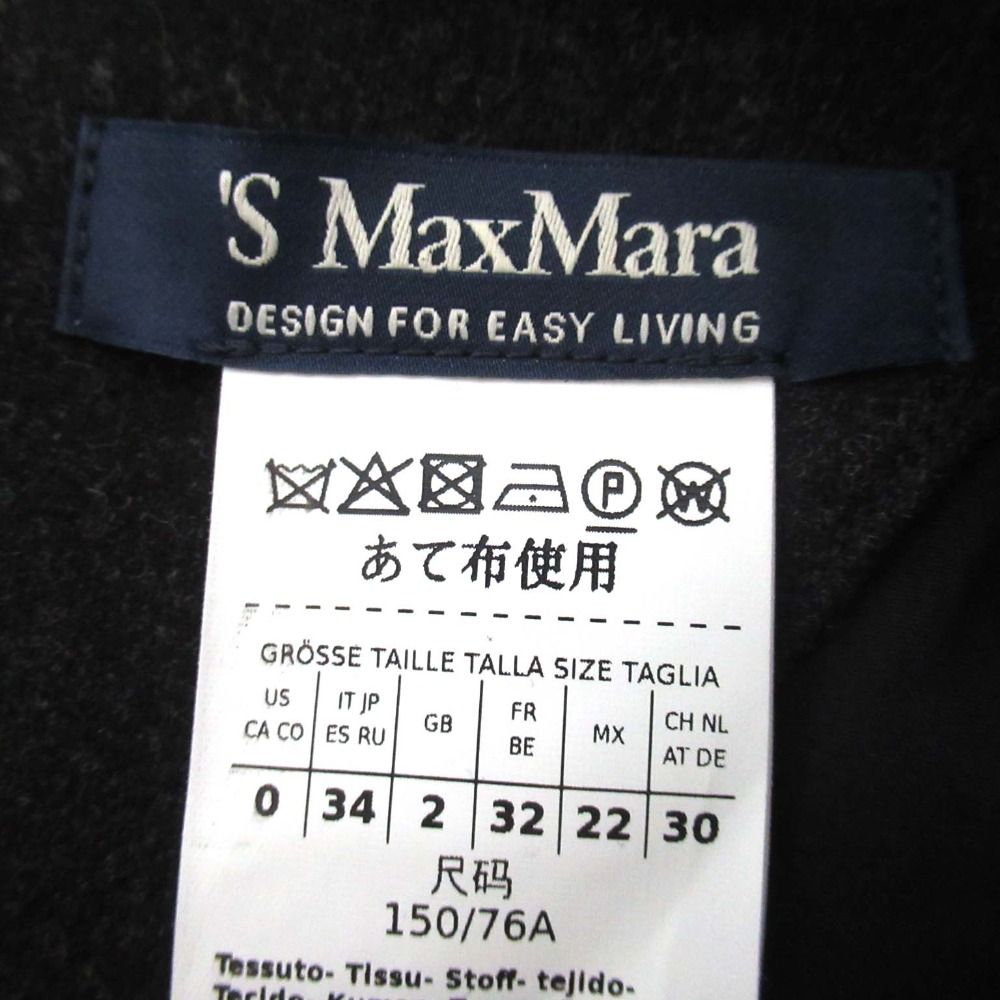 'S MaxMara
DESIGN FOR EASY LIVING
P W
あて布使用
GRÖSSE TAILLE TALLA SIZE TAGLIA
US CA CO | IT JP ES RU | GB | FR BE | MX | CH NL AT DE
0 | 34 | 2 | 32 | 22 | 30
尺码
150/76A
Tessuto- Tissu- Stoff- tejido-